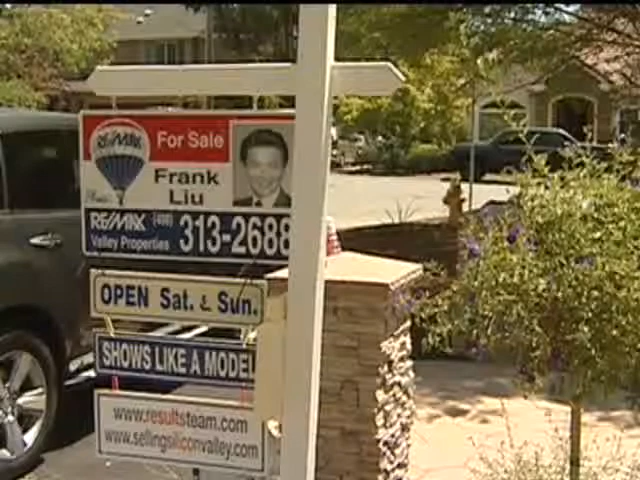 RE/MAX
For Sale
Frank
Liu
RE/MAX (408)
Valley Properties 313-2688
OPEN Sat. & Sun.
SHOWS LIKE A MODEL
www.resultsteam.com
www.sellingsiliconvalley.com